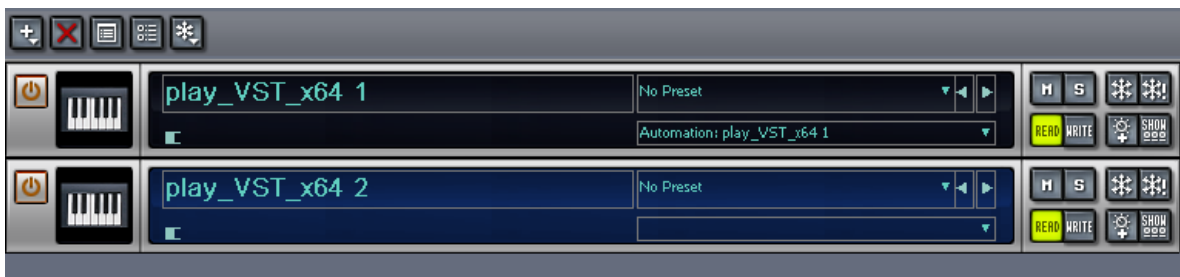 play_VST_x64 1
No Preset
M S
Automation: play_VST_x64 1
READ WRITE SHOW
play_VST_x64 2
No Preset
M S
READ WRITE SHOW